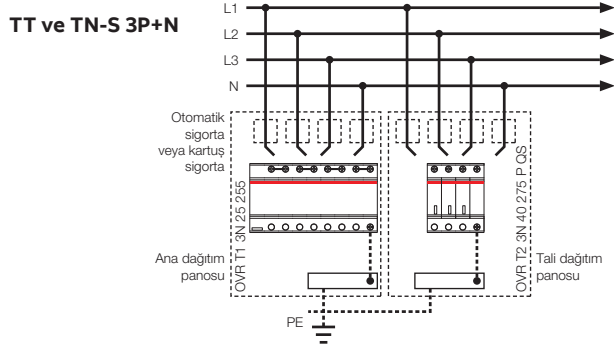 TT ve TN-S 3P+N
L1
L2
L3
N
Otomatik
sigorta
veya kartuş
sigorta
OVR T1 3N 25 255
OVR T2 3N 40 275 P QS
Ana dağıtım
panosu
Tali dağıtım
panosu
PE